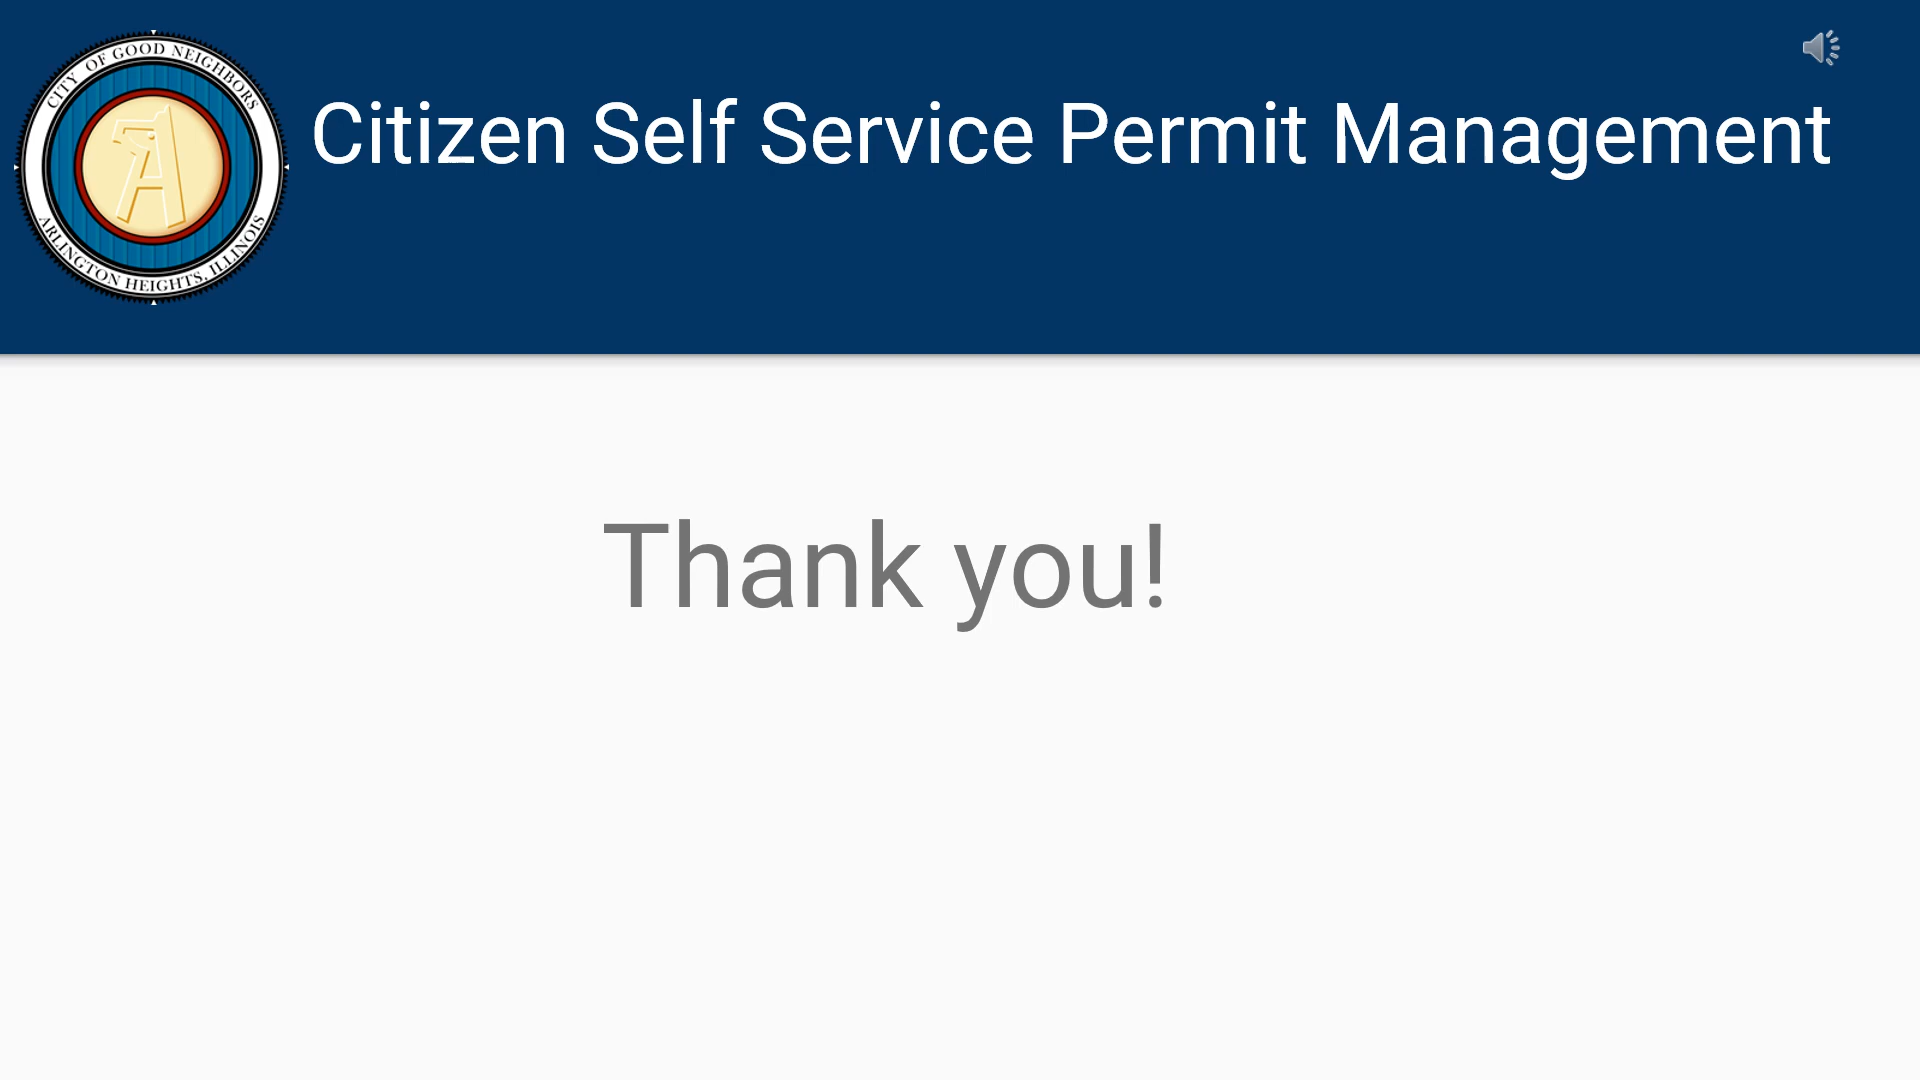 CITY OF GOOD NEIGHBORS
ARLINGTON HEIGHTS, ILLINOIS
Citizen Self Service Permit Management
Thank you!